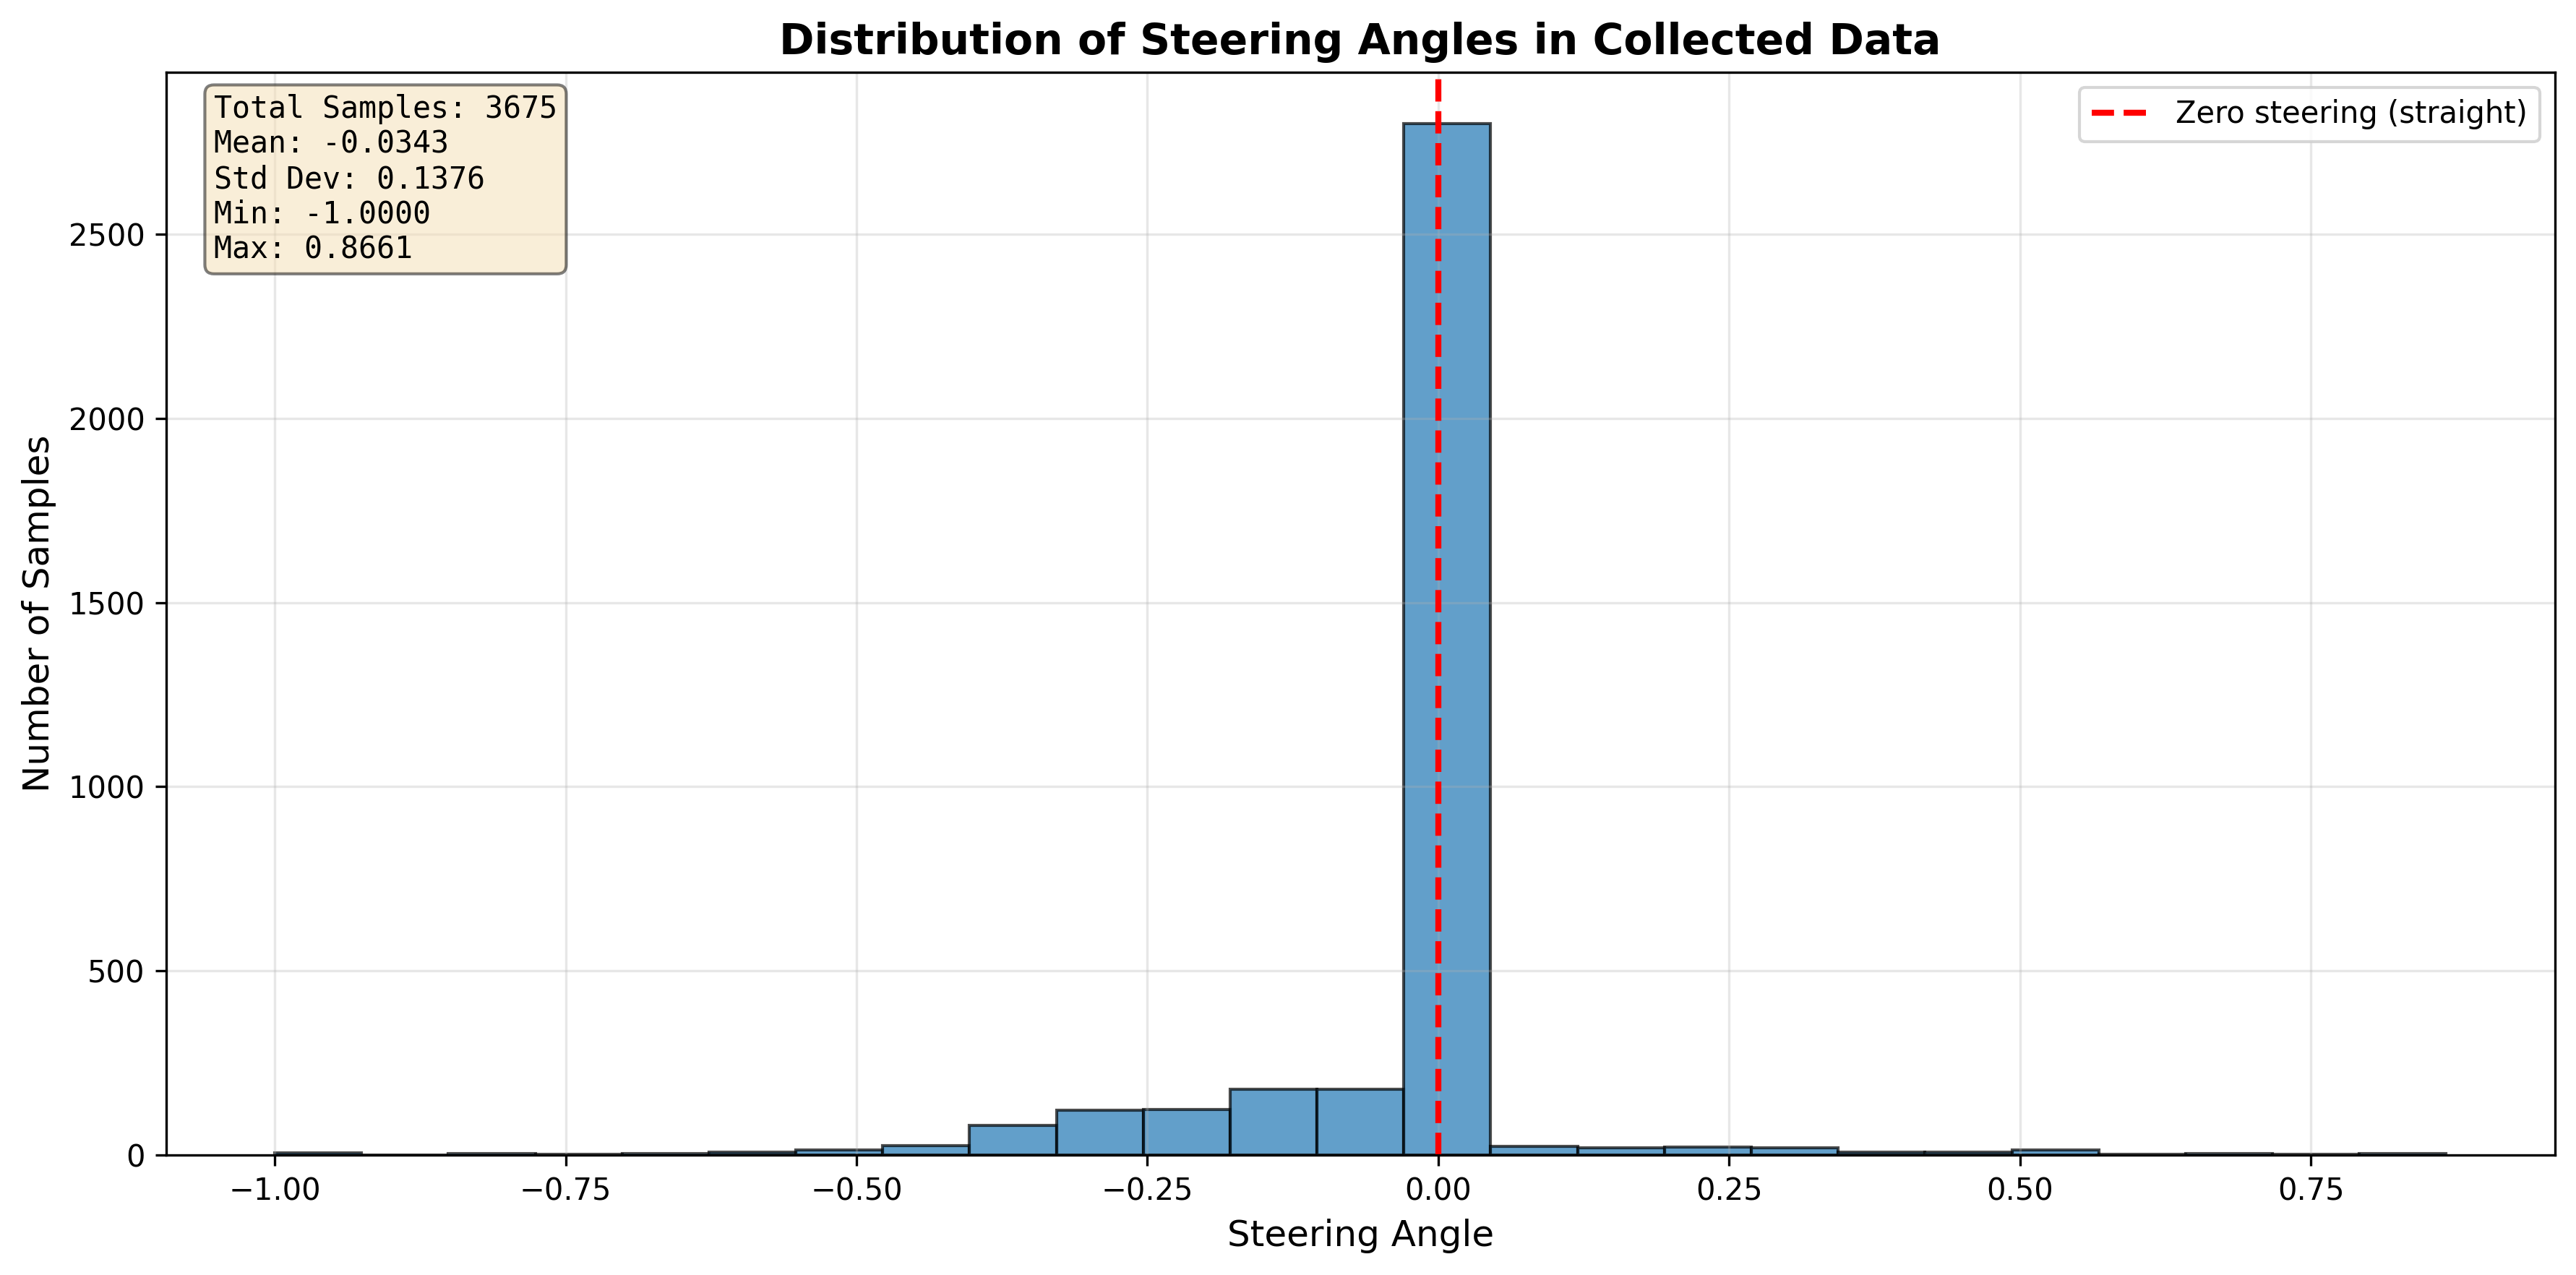 Distribution of Steering Angles in Collected Data
Total Samples: 3675
Mean: -0.0343
Std Dev: 0.1376
Min: -1.0000
Max: 0.8661
Zero steering (straight)
Number of Samples
2500
2000
1500
1000
500
0
−1.00 −0.75 −0.50 −0.25 0.00 0.25 0.50 0.75
Steering Angle